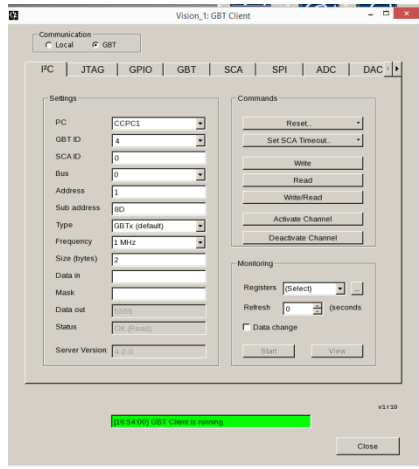 Vision_1: GBT Client
Communication
Local GBT
I²C JTAG GPIO GBT SCA SPI ADC DAC
Settings
PC CCPC1
GBT ID 4
SCA ID 0
Bus 0
Address 1
Sub address 8D
Type GBTx (default)
Frequency 1 MHz
Size (bytes) 2
Data in
Mask
Data out 5555
Status OK (Read)
Server Version: 4-2-0
Commands
Reset..
Set SCA Timeout..
Write
Read
Write/Read
Activate Channel
Deactivate Channel
Monitoring
Registers (Select) ...
Refresh 0 (seconds
Data change
Start View
v1r10
[16:54:00] GBT Client is running.
Close